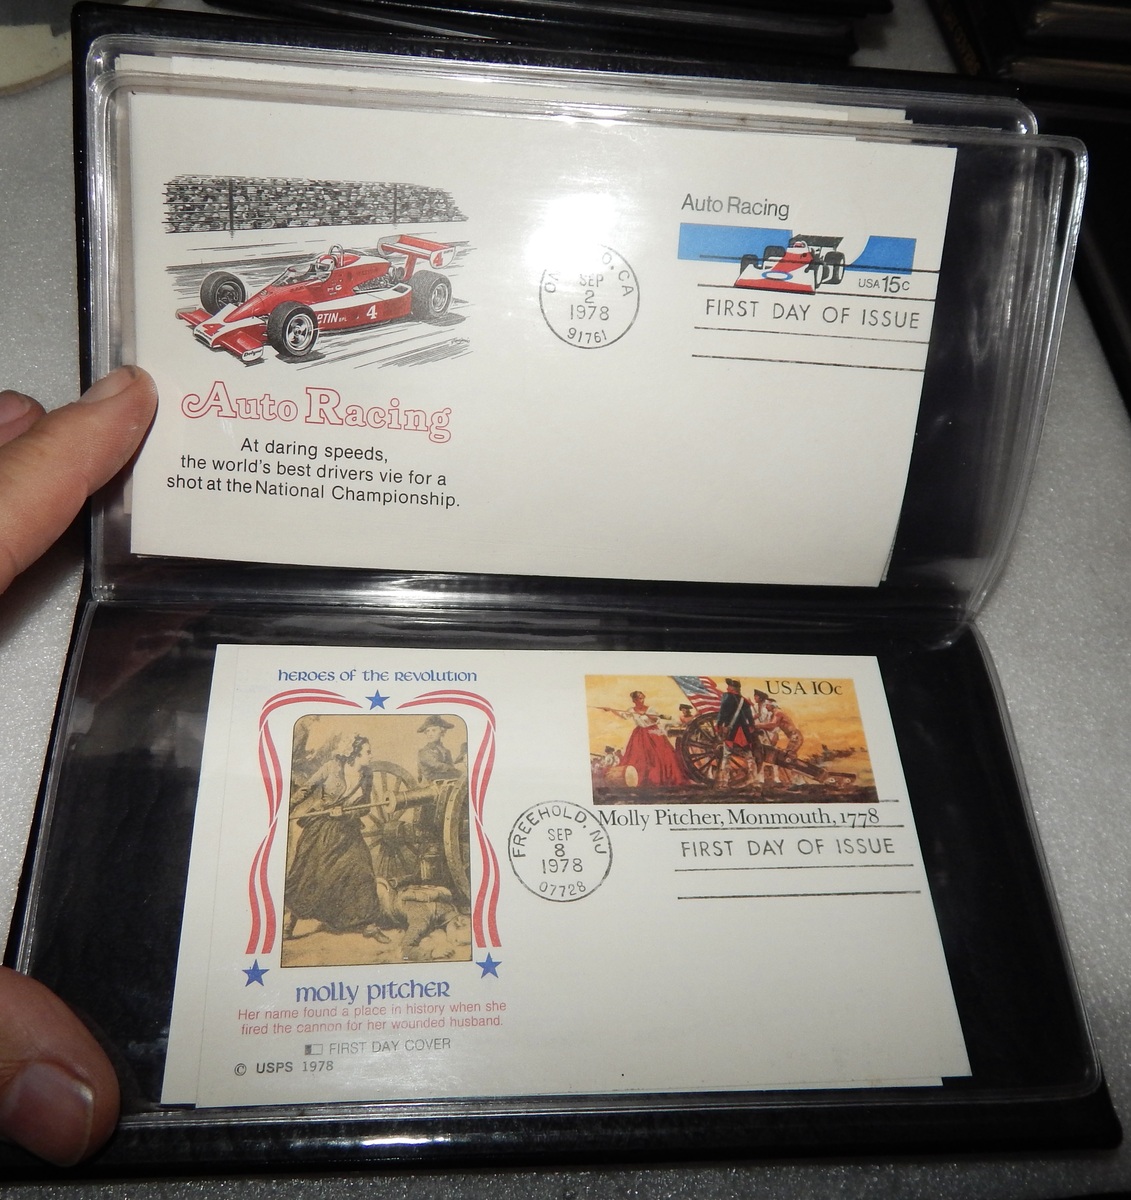 Auto Racing
USA 15c
SEP
2
1978
91761
FIRST DAY OF ISSUE
4
Auto Racing
At daring speeds,
the world's best drivers vie for a
shot at the National Championship.
heroes of the Revolution
USA 10c
Molly Pitcher, Monmouth, 1778
FREEHOLD, NJ
SEP
8
1978
07728
FIRST DAY OF ISSUE
molly pitcher
Her name found a place in history when she
fired the cannon for her wounded husband.
FIRST DAY COVER
© USPS 1978